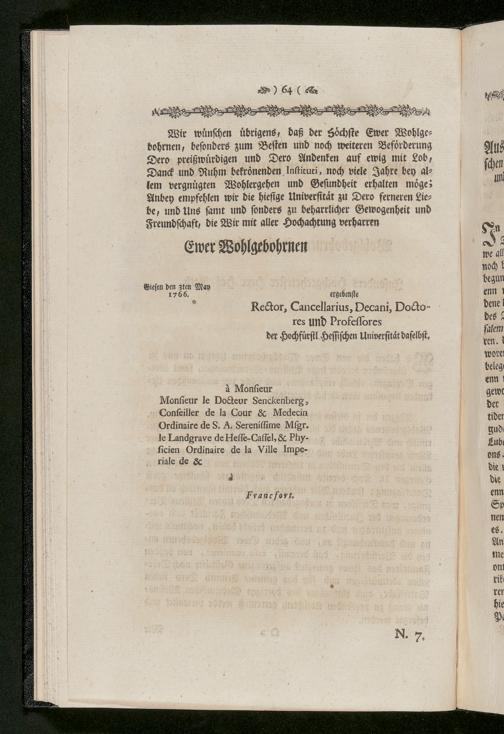 ) 64 (
Wir wünschen übrigens, daß der Höchste Ewer Wohlge-
bohrnen, besonders zum Besten und noch weiteren Beförderung
Dero preißwürdigen und Dero Andenken auf ewig mit Lob,
Danck und Ruhm bekrönenden Instituti, noch viele Jahre bey al-
lem vergnügten Wohlergehen und Gesundheit erhalten möge;
Anbey empfehlen wir die hiesige Universität zu Dero ferneren Lie-
be, und Uns samt und sonders zu beharrlicher Gewogenheit und
Freundschaft, die Wir mit aller Hochachtung verharren
Ewer Wohlgebohrnen
Giesen den 3ten May
1766.
ergebenste
Rector, Cancellarius, Decani, Docto-
res und Professores
der Hochfürstl. Hessischen Universität daselbst.
à Monsieur
Monsieur le Docteur Senckenberg,
Conseiller de la Cour & Medecin
Ordinaire de S. A. Serenissime Msgr.
le Landgrave de Hesse-Cassel, & Phy-
sicien Ordinaire de la Ville Impe-
riale de &
à
Francfort.
N. 7.